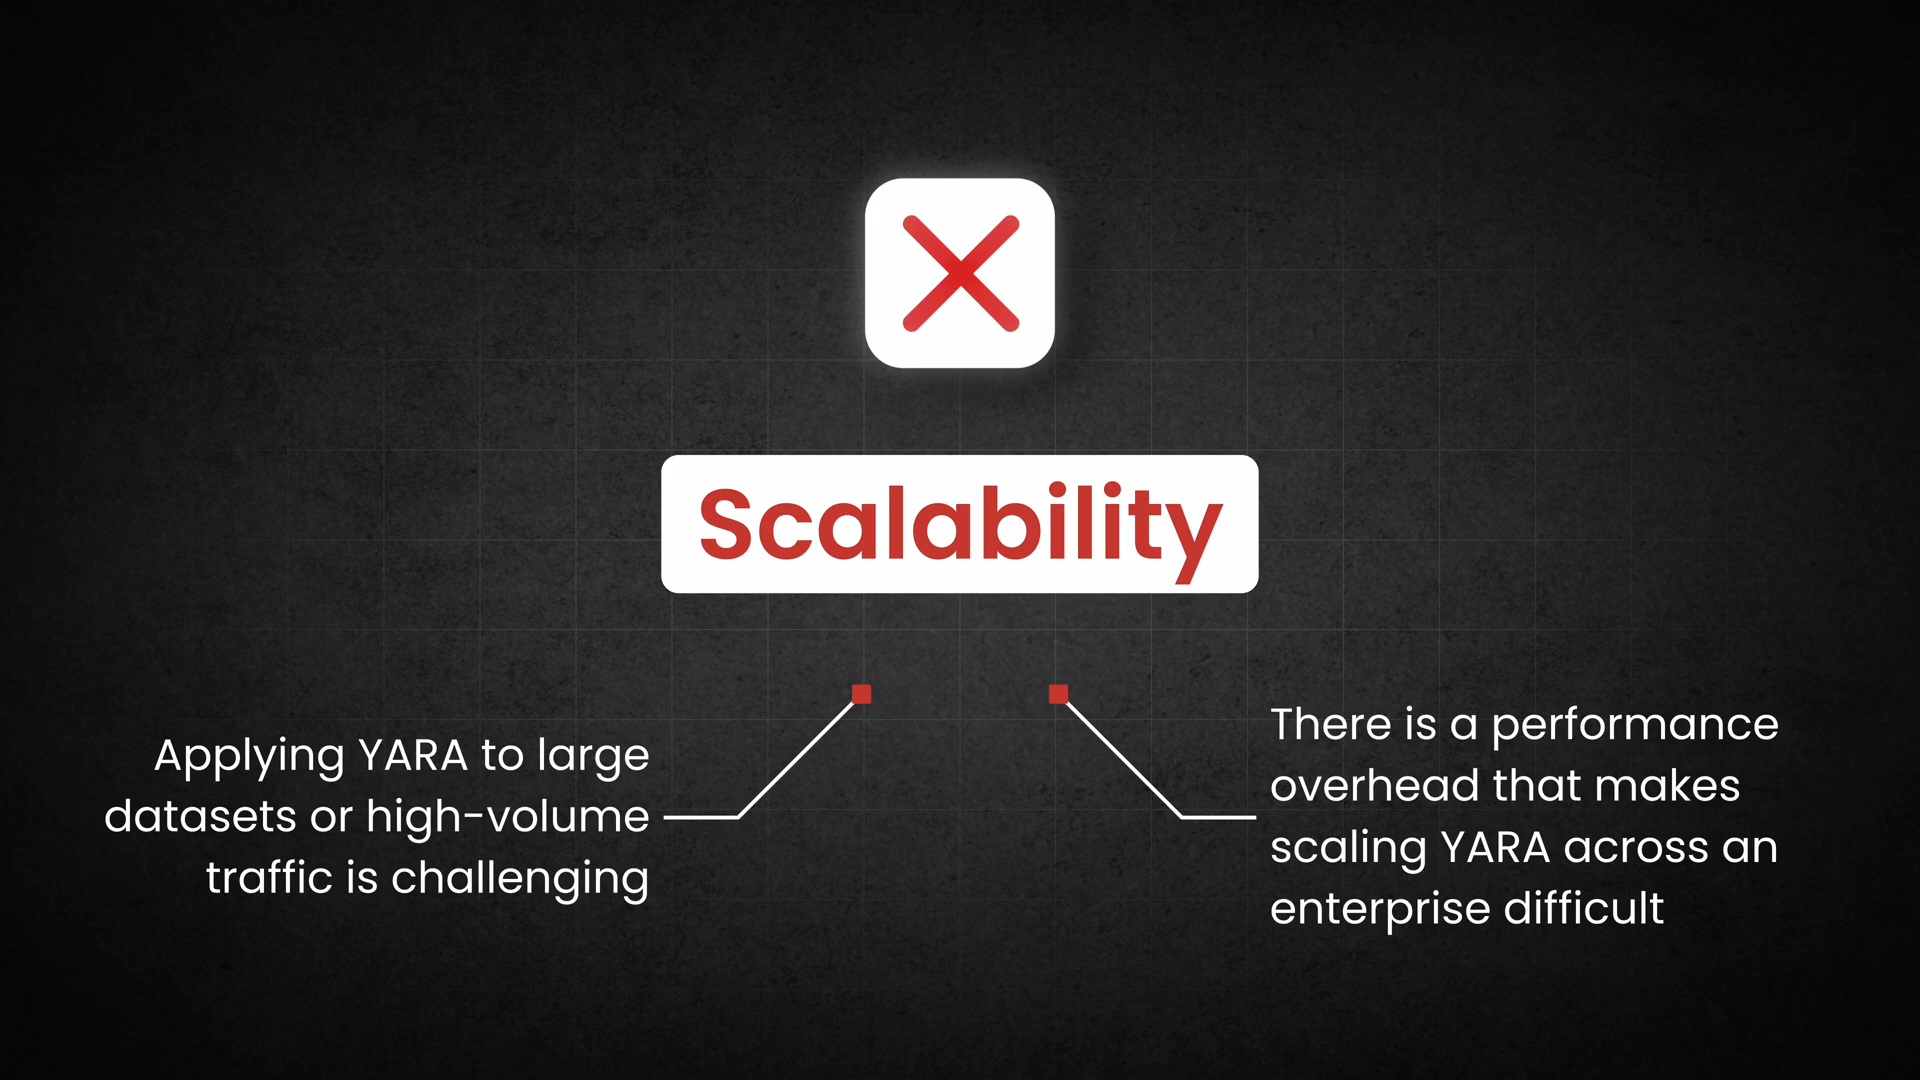 Scalability
Applying YARA to large
datasets or high-volume
traffic is challenging
There is a performance
overhead that makes
scaling YARA across an
enterprise difficult